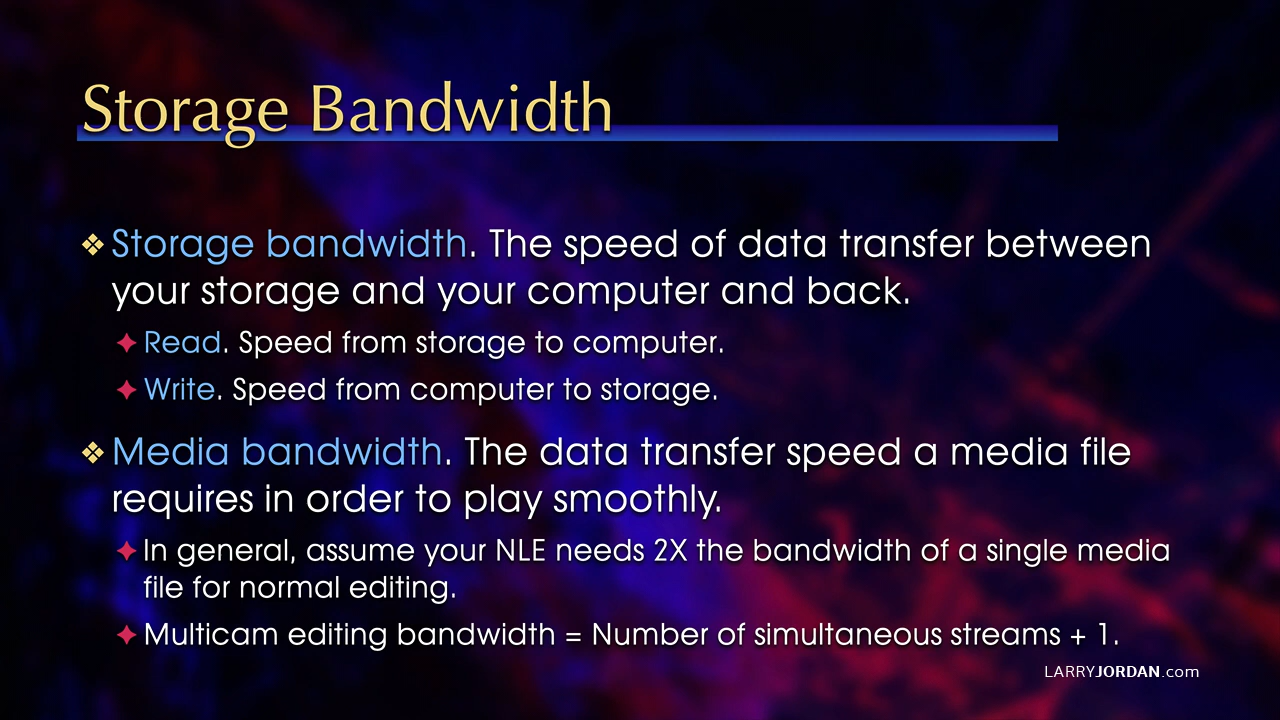 Storage Bandwidth
❖ Storage bandwidth. The speed of data transfer between
your storage and your computer and back.
✦ Read. Speed from storage to computer.
✦ Write. Speed from computer to storage.
❖ Media bandwidth. The data transfer speed a media file
requires in order to play smoothly.
✦ In general, assume your NLE needs 2X the bandwidth of a single media
file for normal editing.
✦ Multicam editing bandwidth = Number of simultaneous streams + 1.
LARRYJORDAN.com